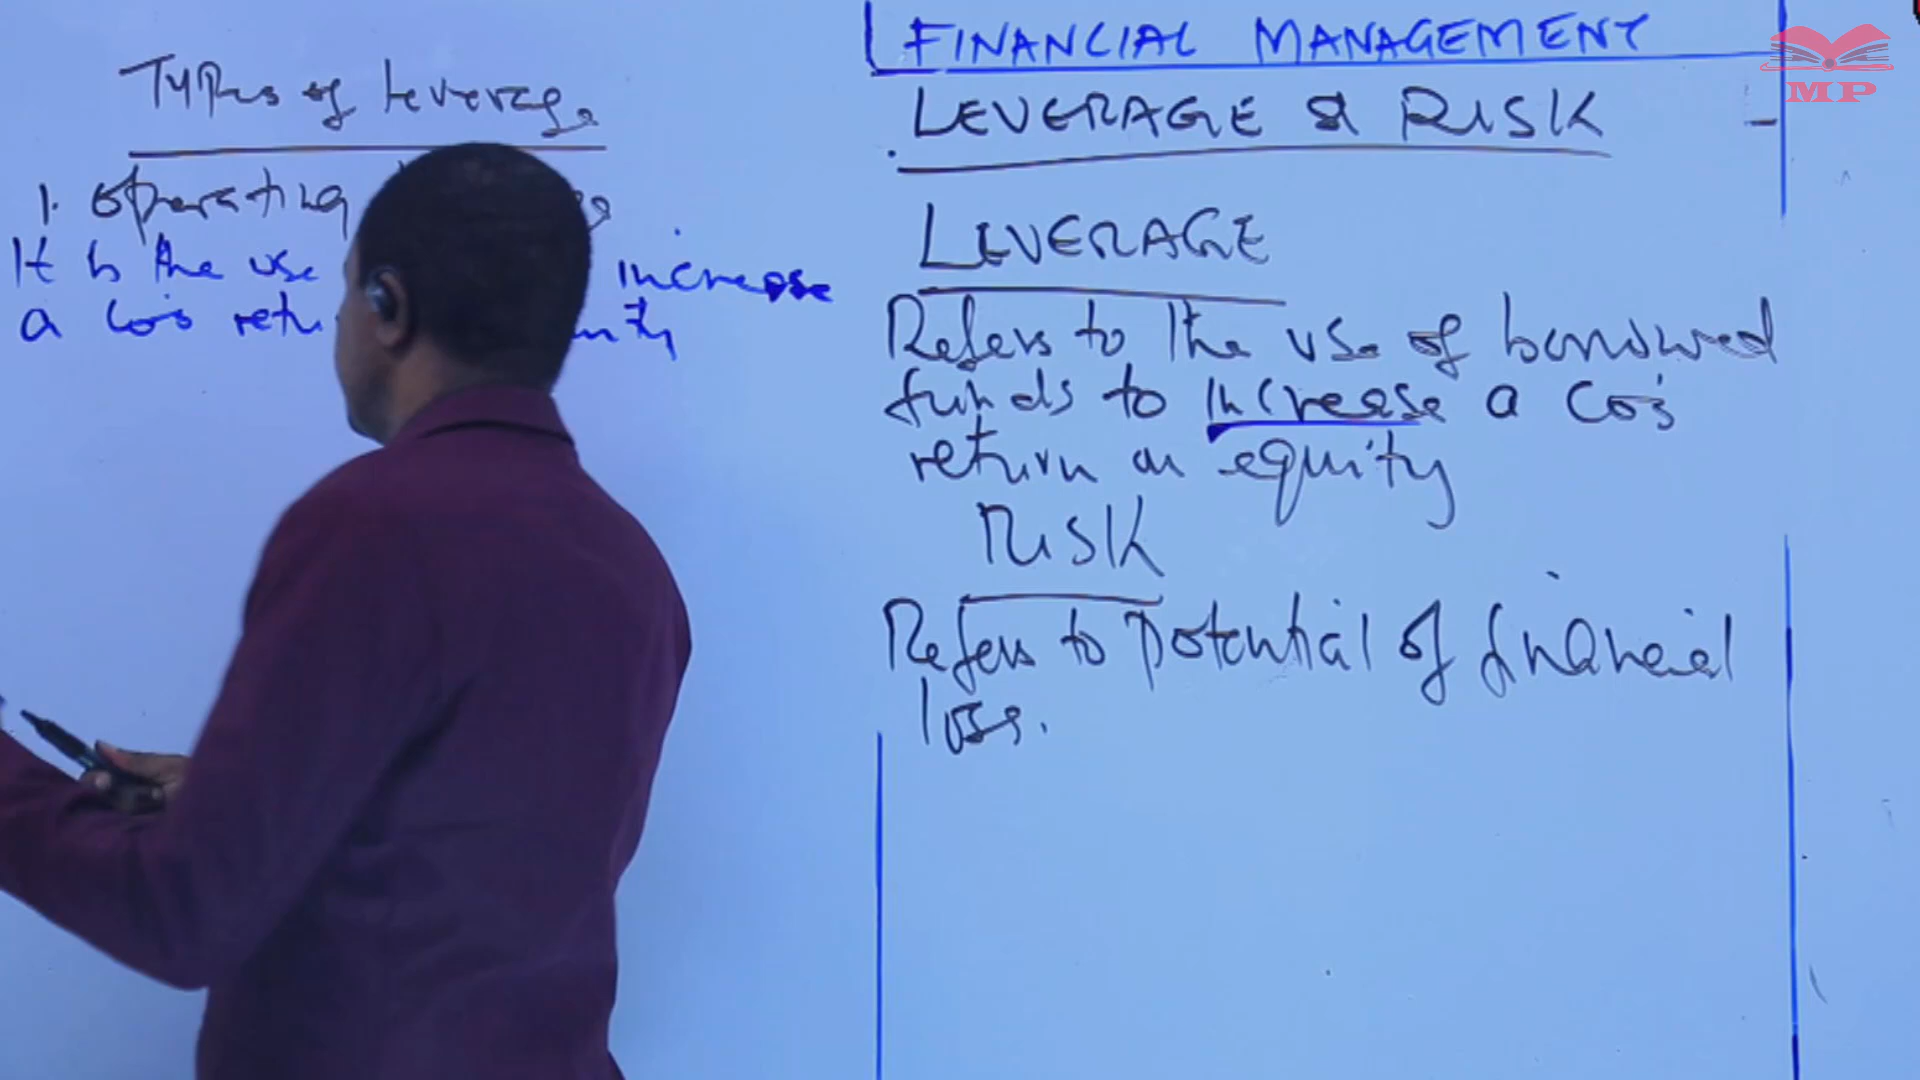 Types of Leverage
1. Operating
It is the use increase
a Co's
FINANCIAL MANAGEMENT
LEVERAGE & RISK
LEVERAGE
Refers to the use of borrowed
funds to increase a Co's
return on equity
RISK
Refers to potential of financial
loss.
MP